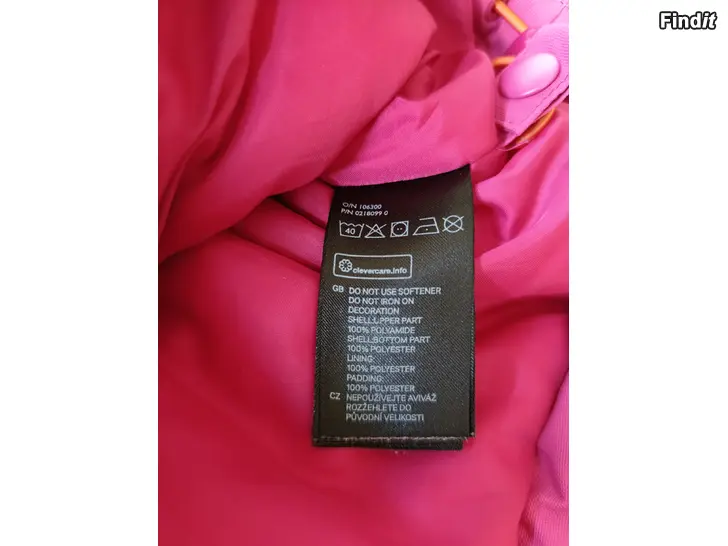 Findit
O/N 106300
P/N 0218099 0
40
clevercare.info
GB DO NOT USE SOFTENER
DO NOT IRON ON
DECORATION
SHELL:UPPER PART
100% POLYAMIDE
SHELL:BOTTOM PART
100% POLYESTER
LINING:
100% POLYESTER
PADDING:
100% POLYESTER
CZ NEPOUŽÍVEJTE AVIVÁŽ
ROZŽEHLETE DO
PŮVODNÍ VELIKOSTI